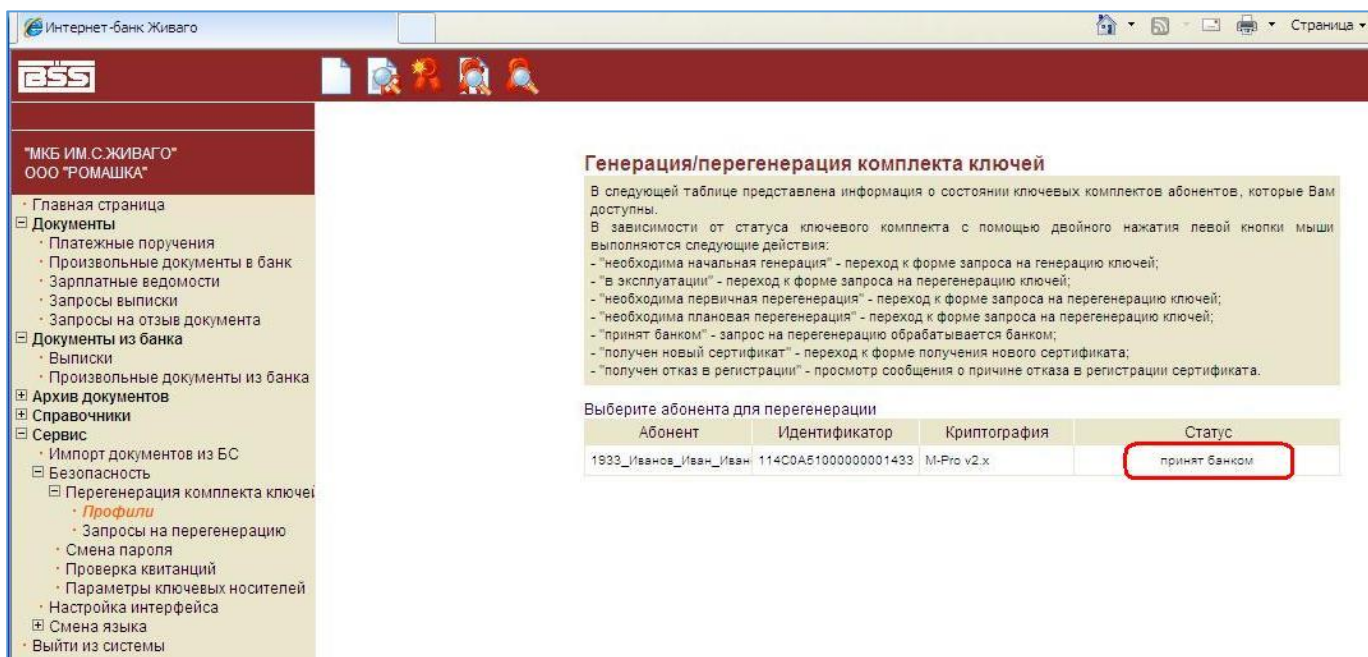 Интернет-банк Живаго
Страница
BSS
"МКБ ИМ.С.ЖИВАГО"
ООО "РОМАШКА"
Главная страница
Документы
Платежные поручения
Произвольные документы в банк
Зарплатные ведомости
Запросы выписки
Запросы на отзыв документа
Документы из банка
Выписки
Произвольные документы из банка
Архив документов
Справочники
Сервис
Импорт документов из БС
Безопасность
Перегенерация комплекта ключей
Профили
Запросы на перегенерацию
Смена пароля
Проверка квитанций
Параметры ключевых носителей
Настройка интерфейса
Смена языка
Выйти из системы
Генерация/перегенерация комплекта ключей
В следующей таблице представлена информация о состоянии ключевых комплектов абонентов, которые Вам
доступны.
В зависимости от статуса ключевого комплекта с помощью двойного нажатия левой кнопки мыши
выполняются следующие действия:
- "необходима начальная генерация" - переход к форме запроса на генерацию ключей;
- "в эксплуатации" - переход к форме запроса на перегенерацию ключей;
- "необходима первичная перегенерация" - переход к форме запроса на перегенерацию ключей;
- "необходима плановая перегенерация" - переход к форме запроса на перегенерацию ключей;
- "принят банком" - запрос на перегенерацию обрабатывается банком;
- "получен новый сертификат" - переход к форме получения нового сертификата;
- "получен отказ в регистрации" - просмотр сообщения о причине отказа в регистрации сертификата.
Выберите абонента для перегенерации
Абонент Идентификатор Криптография Статус
1933_Иванов_Иван_Иван 114C0A51000000001433 M-Pro v2.x принят банком